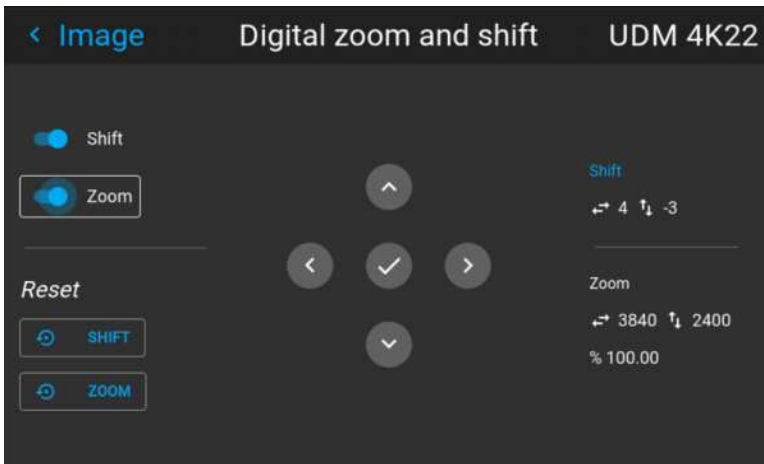 Image Digital zoom and shift UDM 4K22
Shift
Zoom
Reset
SHIFT
ZOOM
Shift
4 -3
Zoom
3840 2400
% 100.00